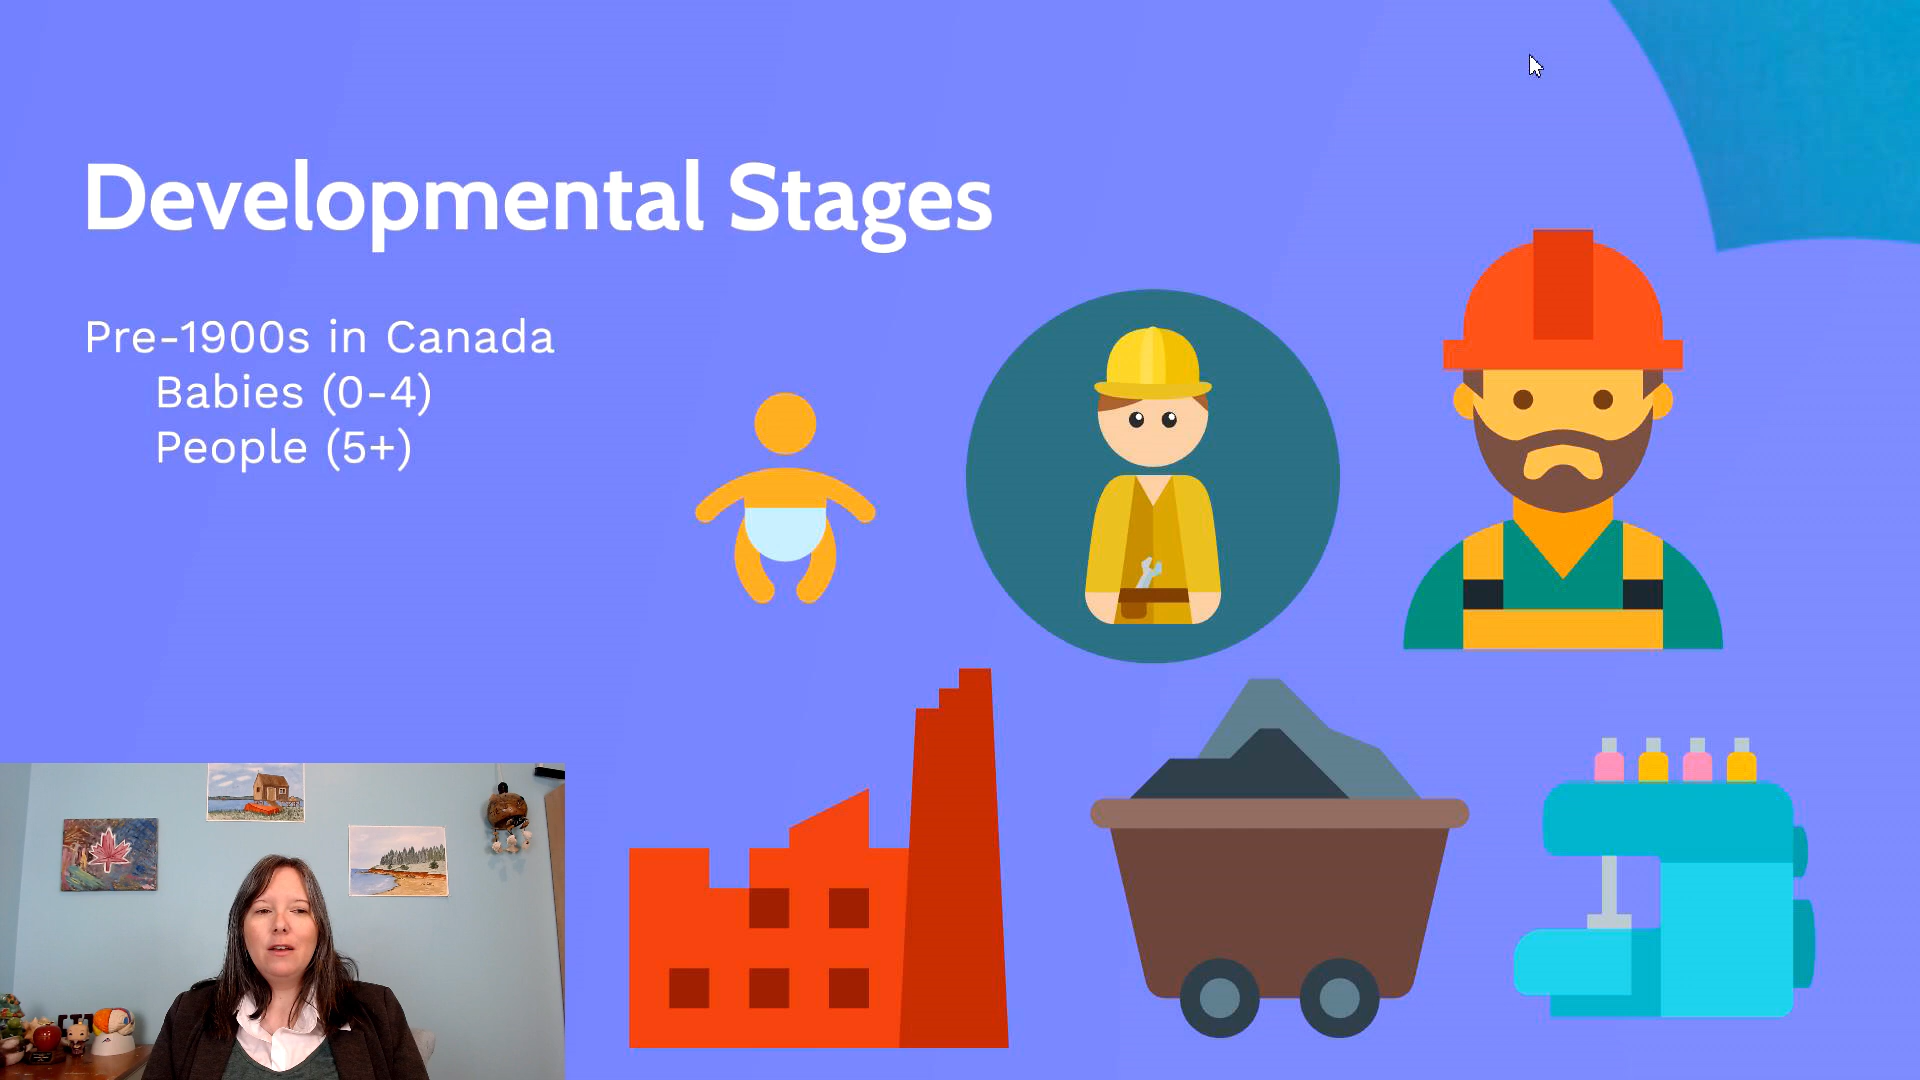 Developmental Stages
Pre-1900s in Canada
Babies (0-4)
People (5+)